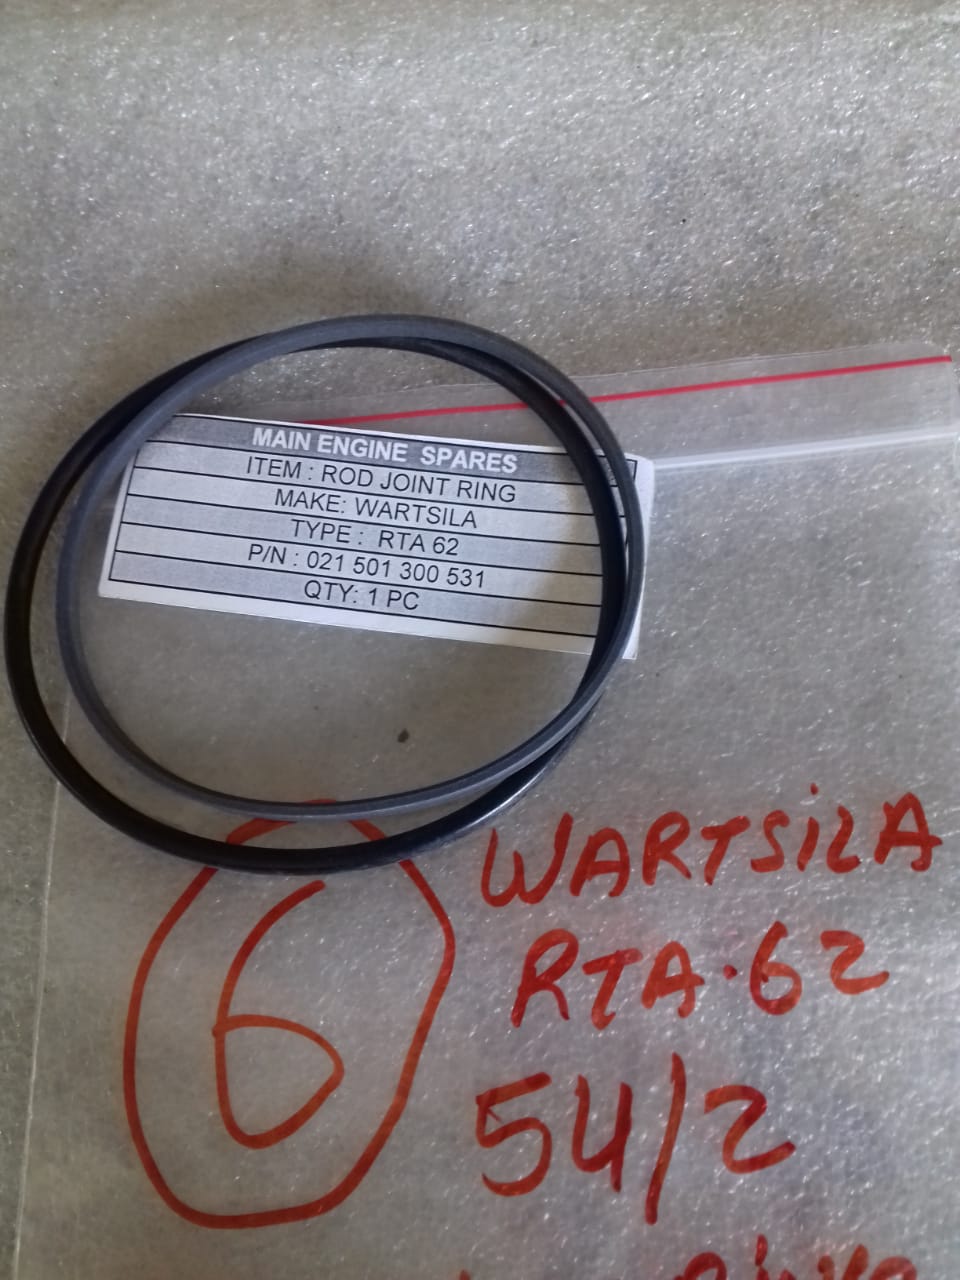 MAIN ENGINE SPARES
ITEM : ROD JOINT RING
MAKE: WARTSILA
TYPE : RTA 62
P/N : 021 501 300 531
QTY: 1 PC
6
WARTSiLA
RTA·62
54/2